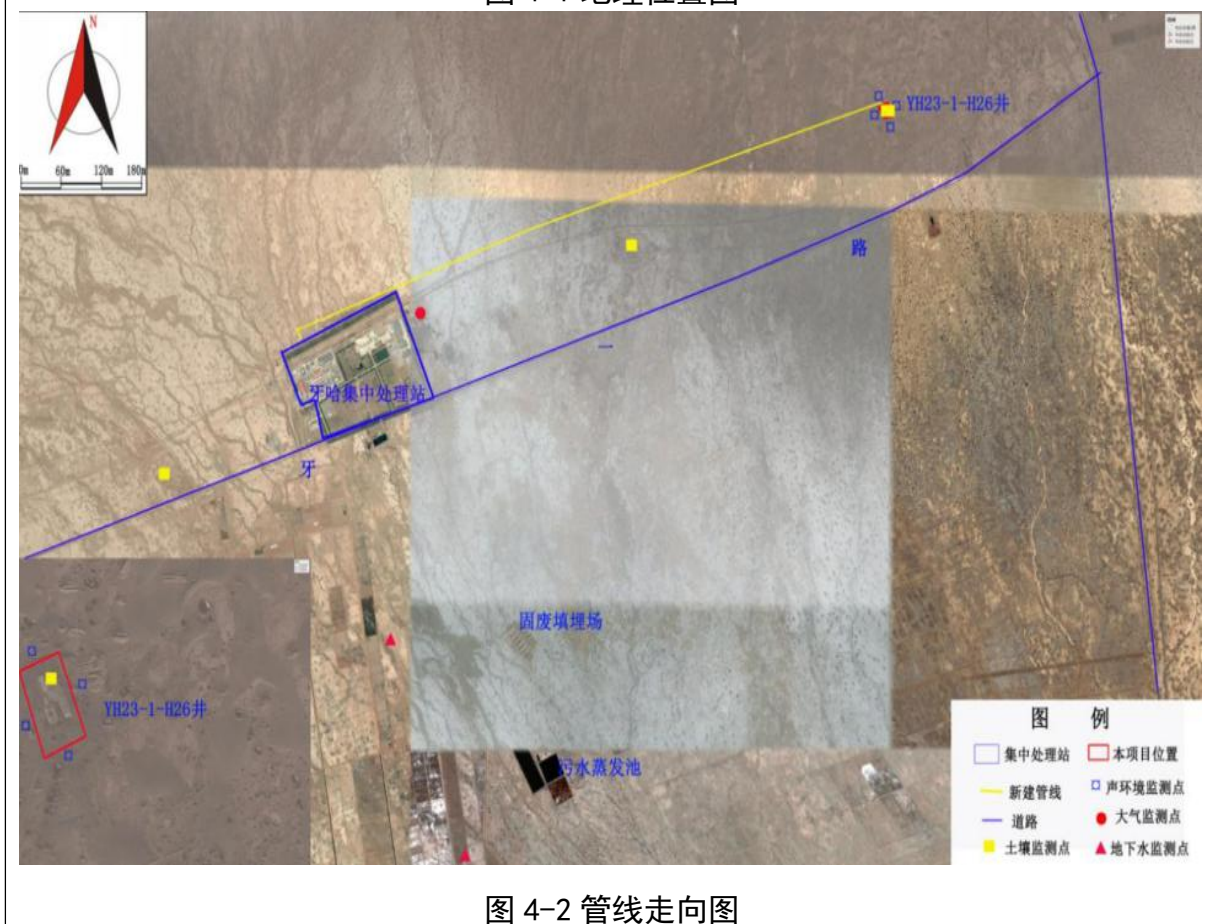 N
0m 60m 120m 180m
YH23-1-H26井
路
一
牙哈集中处理站
牙
固废填埋场
YH23-1-H26井
污水蒸发池
图 例
集中处理站 本项目位置
新建管线 声环境监测点
道路 大气监测点
土壤监测点 地下水监测点
图 4-2 管线走向图